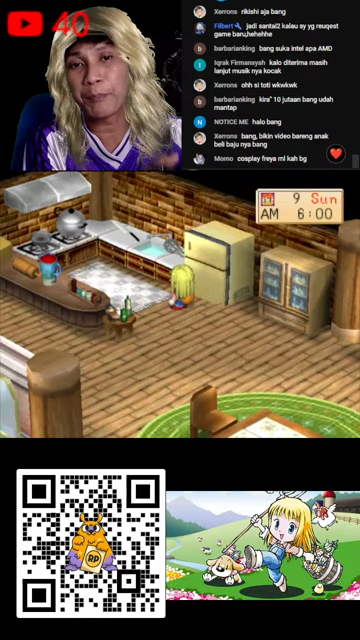 40
Xerrons rikishi aja bang
Filbert jadi santai2 kalau sy yg reuqest
game baru,hehehhe
barbarianking bang suka intel apa AMD
Iqrak Firmansyah kalo diterima misle
lanjut musik nya kocak
Xerrons ohh si toti wkwkwk
barbarianking kira" 10 jutaan bang udah
mantap
NOTICE ME halo bang
Xerrons bang, bikin video bareng anak
beli baju nya bang
Momo cosplay freya ml kah bg
9 Sun
AM 6:00
RP